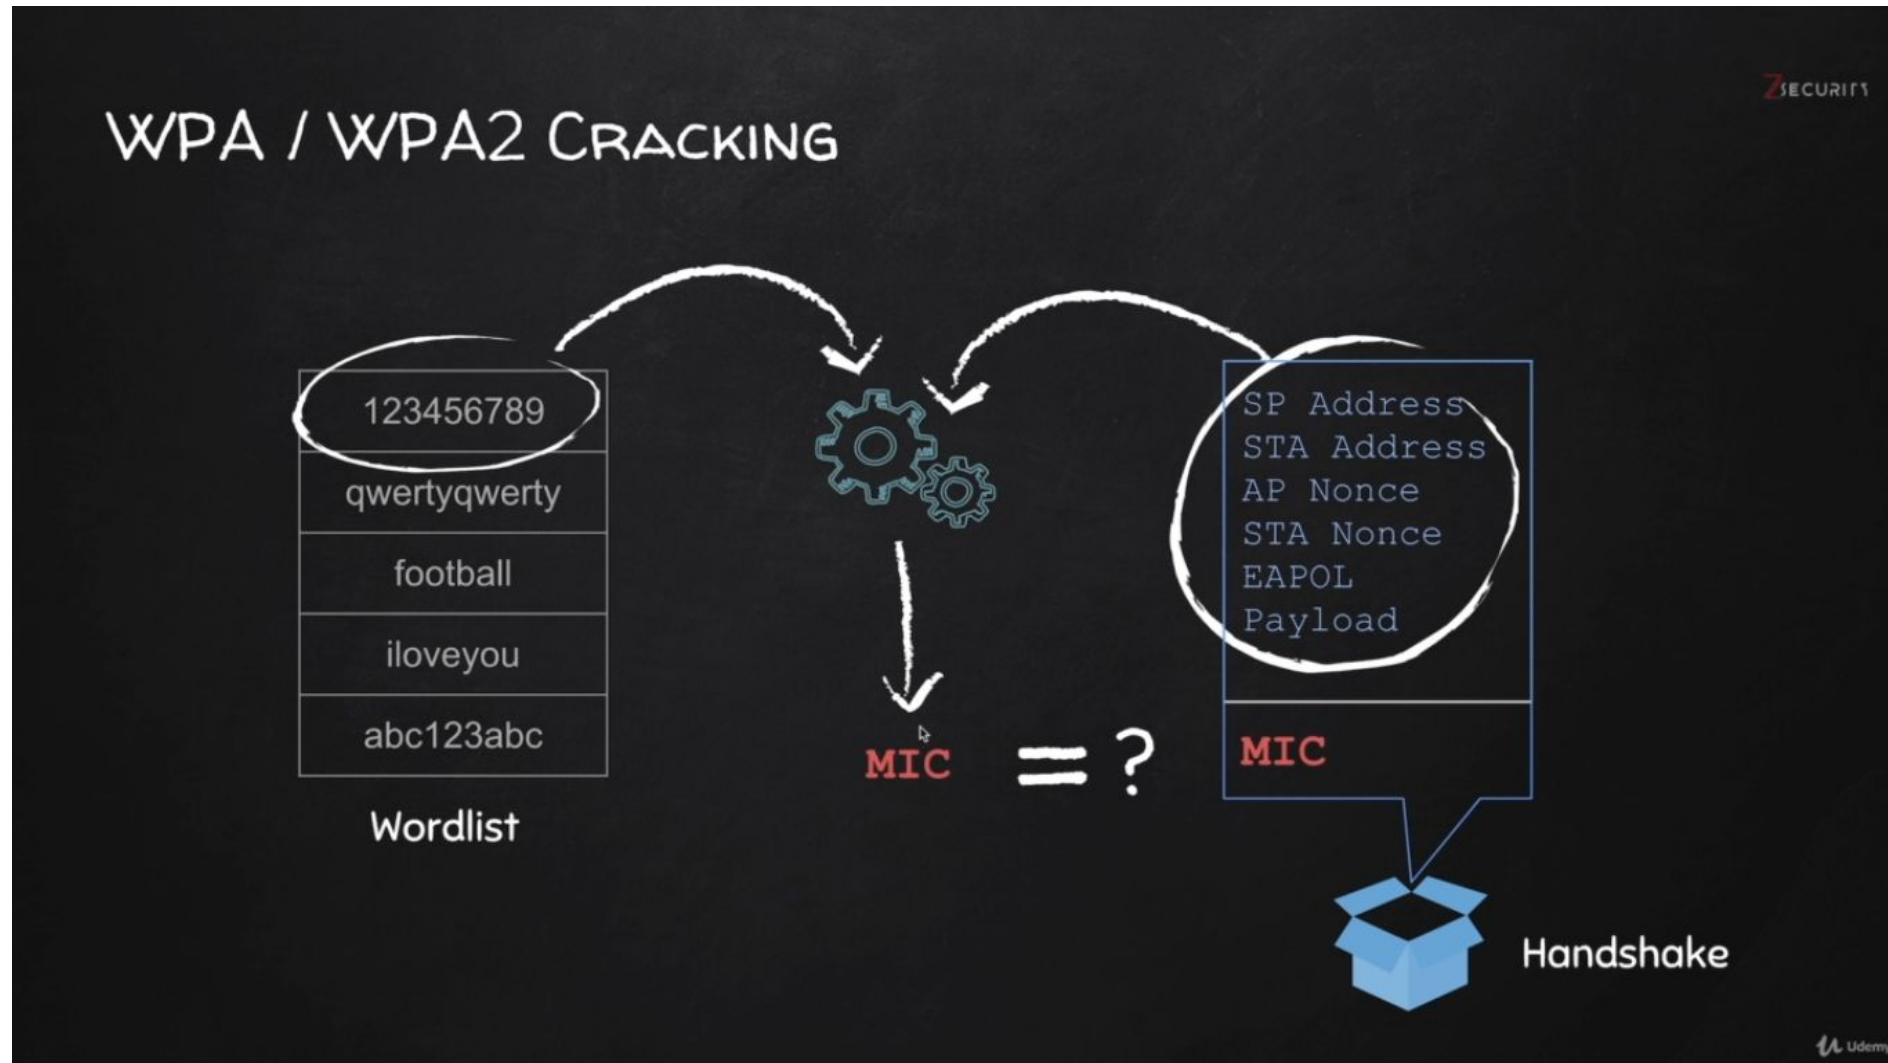 ZSECURITY
WPA / WPA2 CRACKING
123456789
qwertyqwerty
football
iloveyou
abc123abc
Wordlist
SP Address
STA Address
AP Nonce
STA Nonce
EAPOL
Payload
MIC
= ?
MIC
Handshake
Udemy